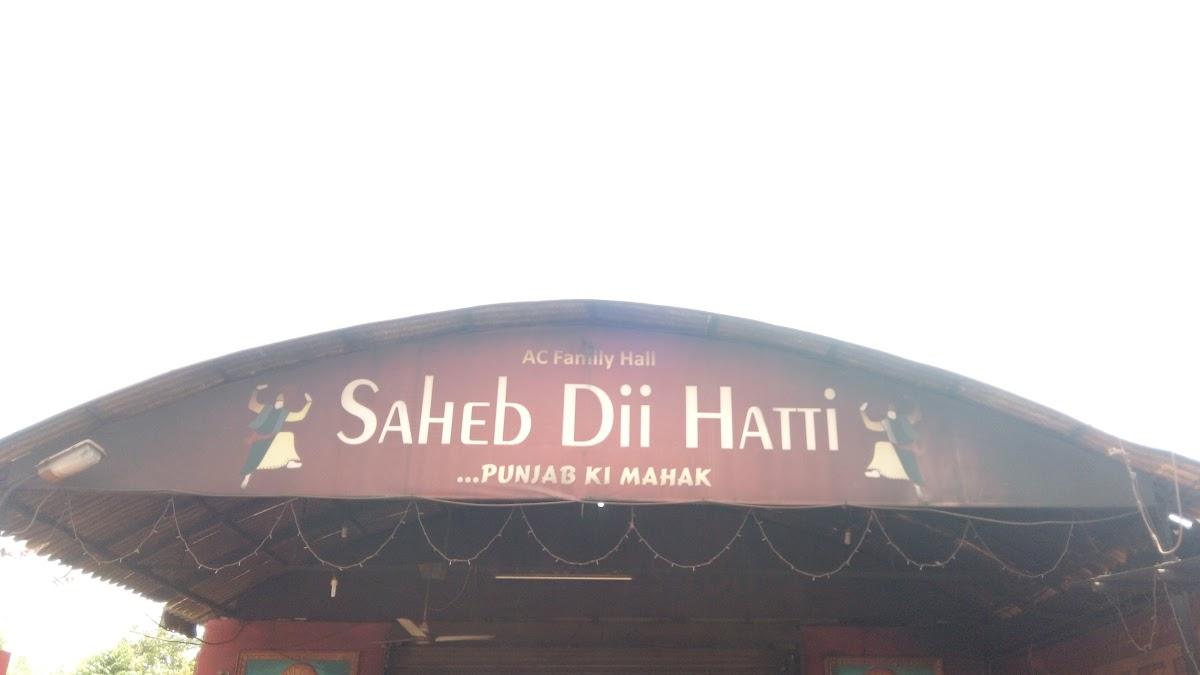 AC Family Hall
Saheb Dii Hatti
...PUNJAB KI MAHAK